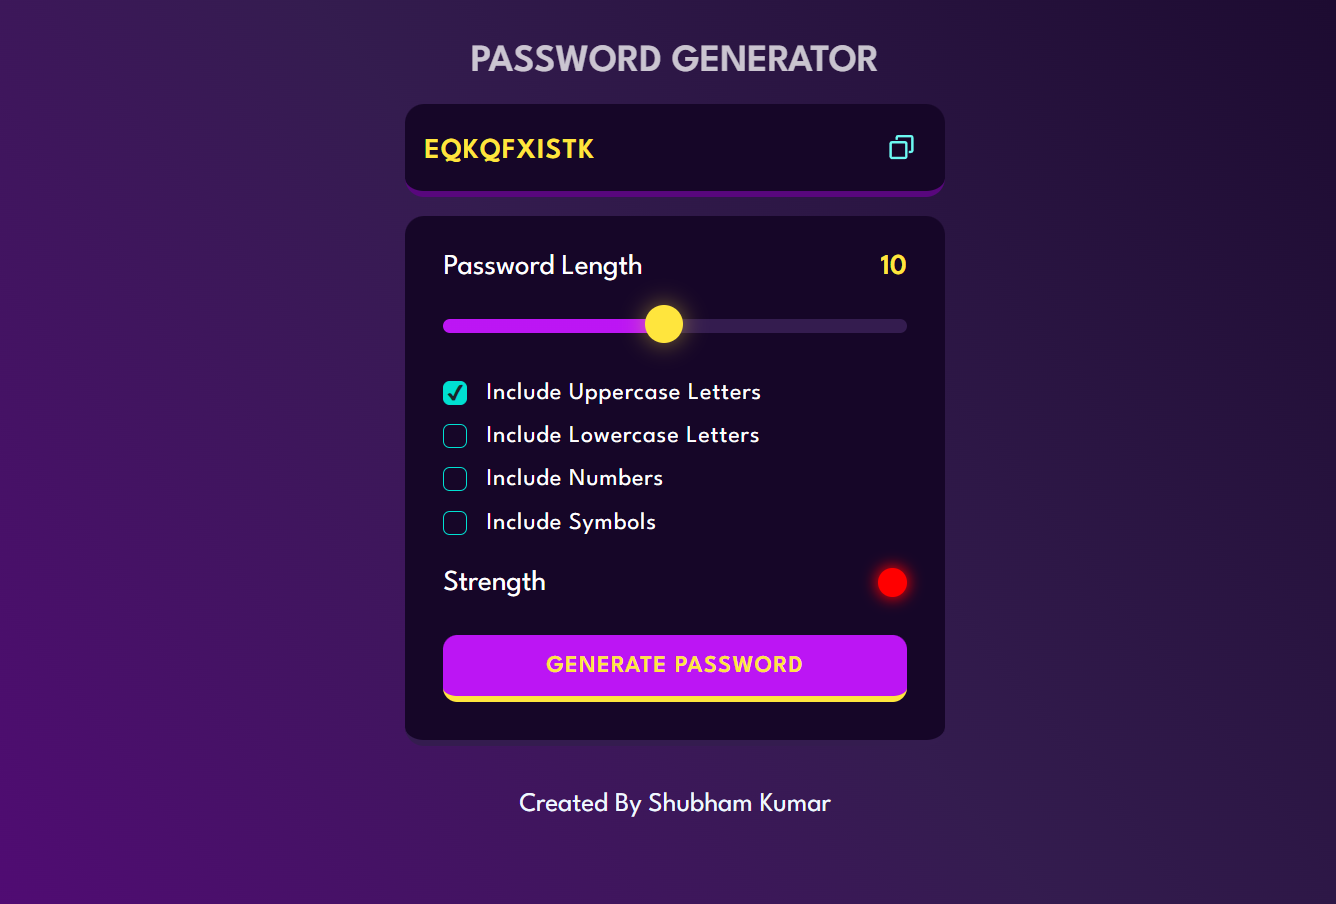 PASSWORD GENERATOR
EQKQFXISTK
Password Length 10
Include Uppercase Letters
Include Lowercase Letters
Include Numbers
Include Symbols
Strength
GENERATE PASSWORD
Created By Shubham Kumar